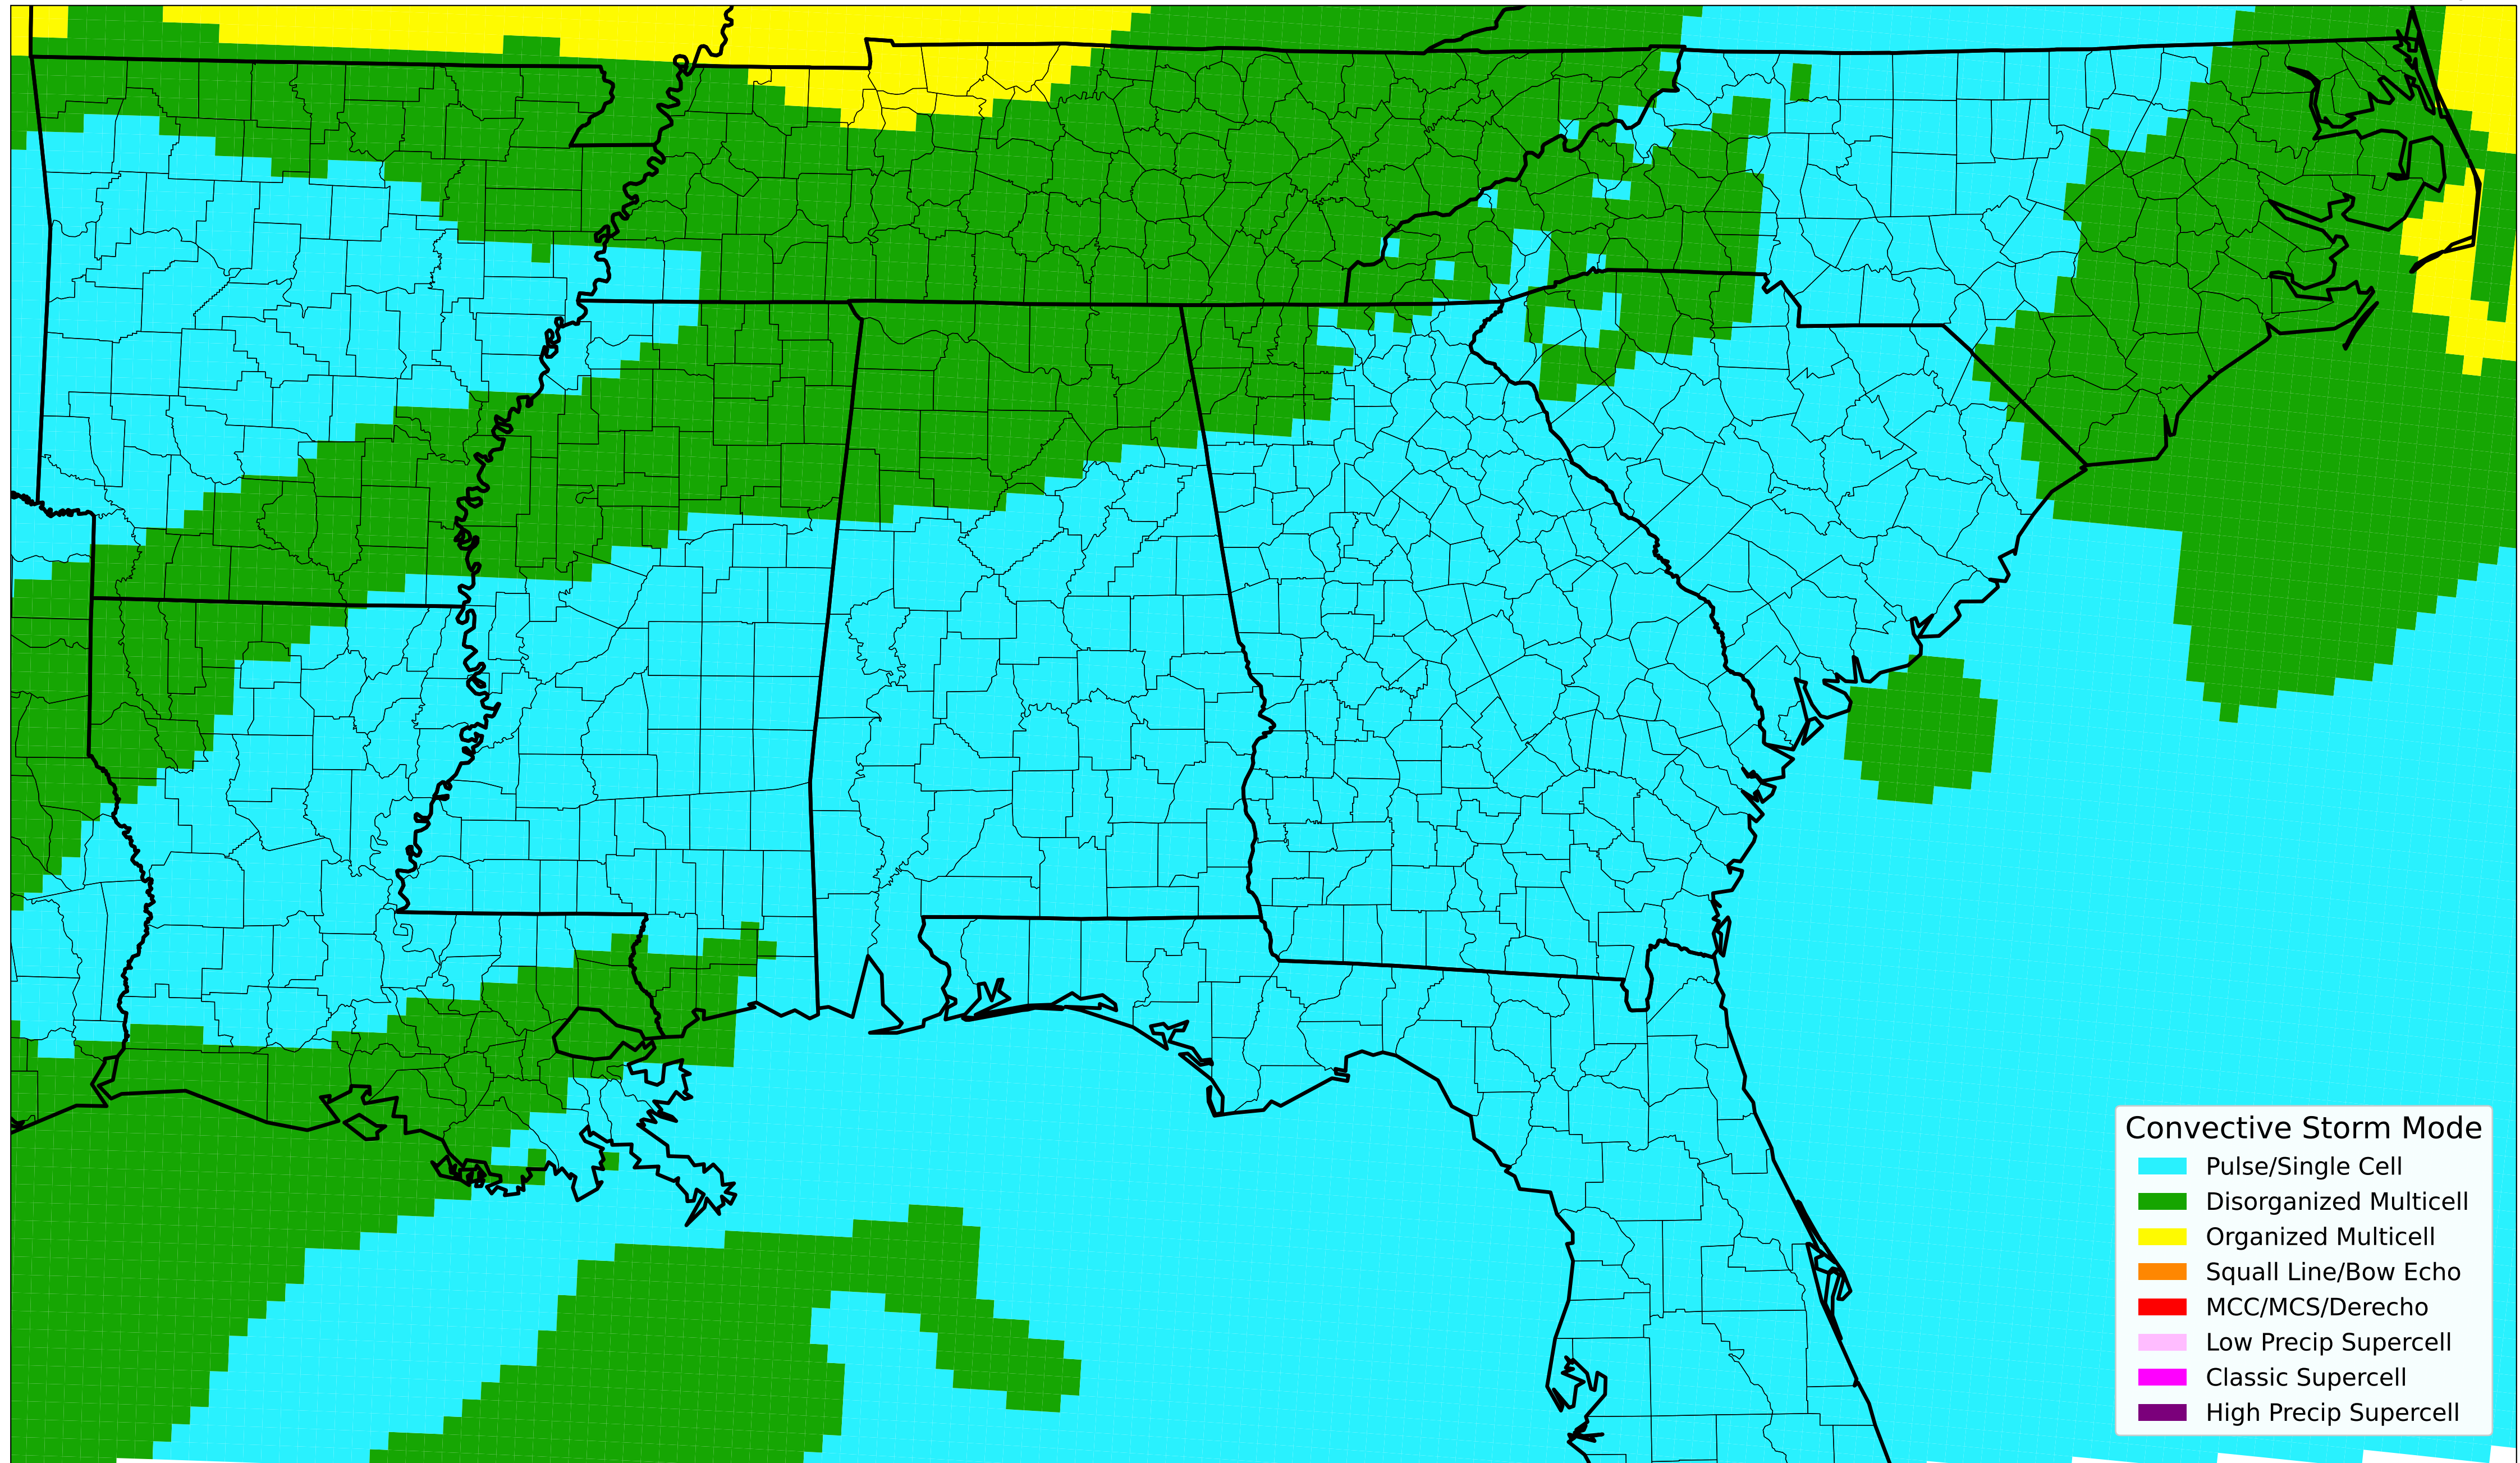 Convective Storm Mode
Pulse/Single Cell
Disorganized Multicell
Organized Multicell
Squall Line/Bow Echo
MCC/MCS/Derecho
Low Precip Supercell
Classic Supercell
High Precip Supercell